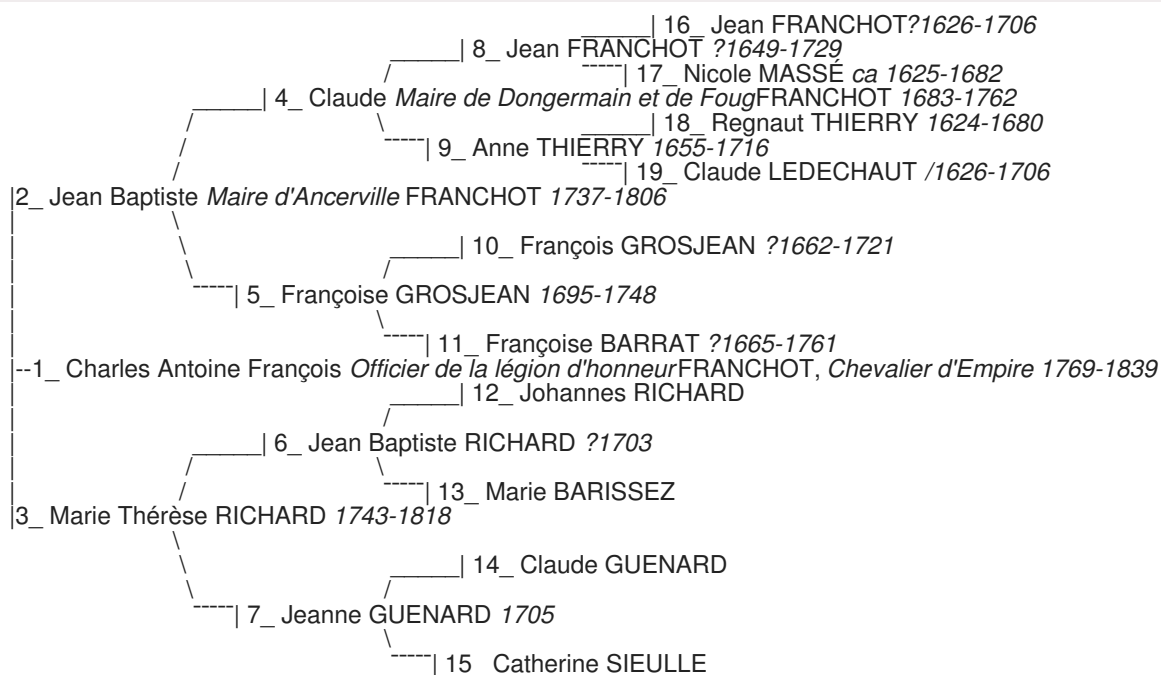 16_ Jean FRANCHOT?1626-1706
8_ Jean FRANCHOT ?1649-1729
17_ Nicole MASSÉ ca 1625-1682
4_ Claude Maire de Dongermain et de FougFRANCHOT 1683-1762
18_ Regnaut THIERRY 1624-1680
9_ Anne THIERRY 1655-1716
19_ Claude LEDECHAUT /1626-1706
2_ Jean Baptiste Maire d'Ancerville FRANCHOT 1737-1806
10_ François GROSJEAN ?1662-1721
5_ Françoise GROSJEAN 1695-1748
11_ Françoise BARRAT ?1665-1761
--1_ Charles Antoine François Officier de la légion d'honneurFRANCHOT, Chevalier d'Empire 1769-1839
12_ Johannes RICHARD
6_ Jean Baptiste RICHARD ?1703
13_ Marie BARISSEZ
3_ Marie Thérèse RICHARD 1743-1818
14_ Claude GUENARD
7_ Jeanne GUENARD 1705
15 Catherine SIEULLE